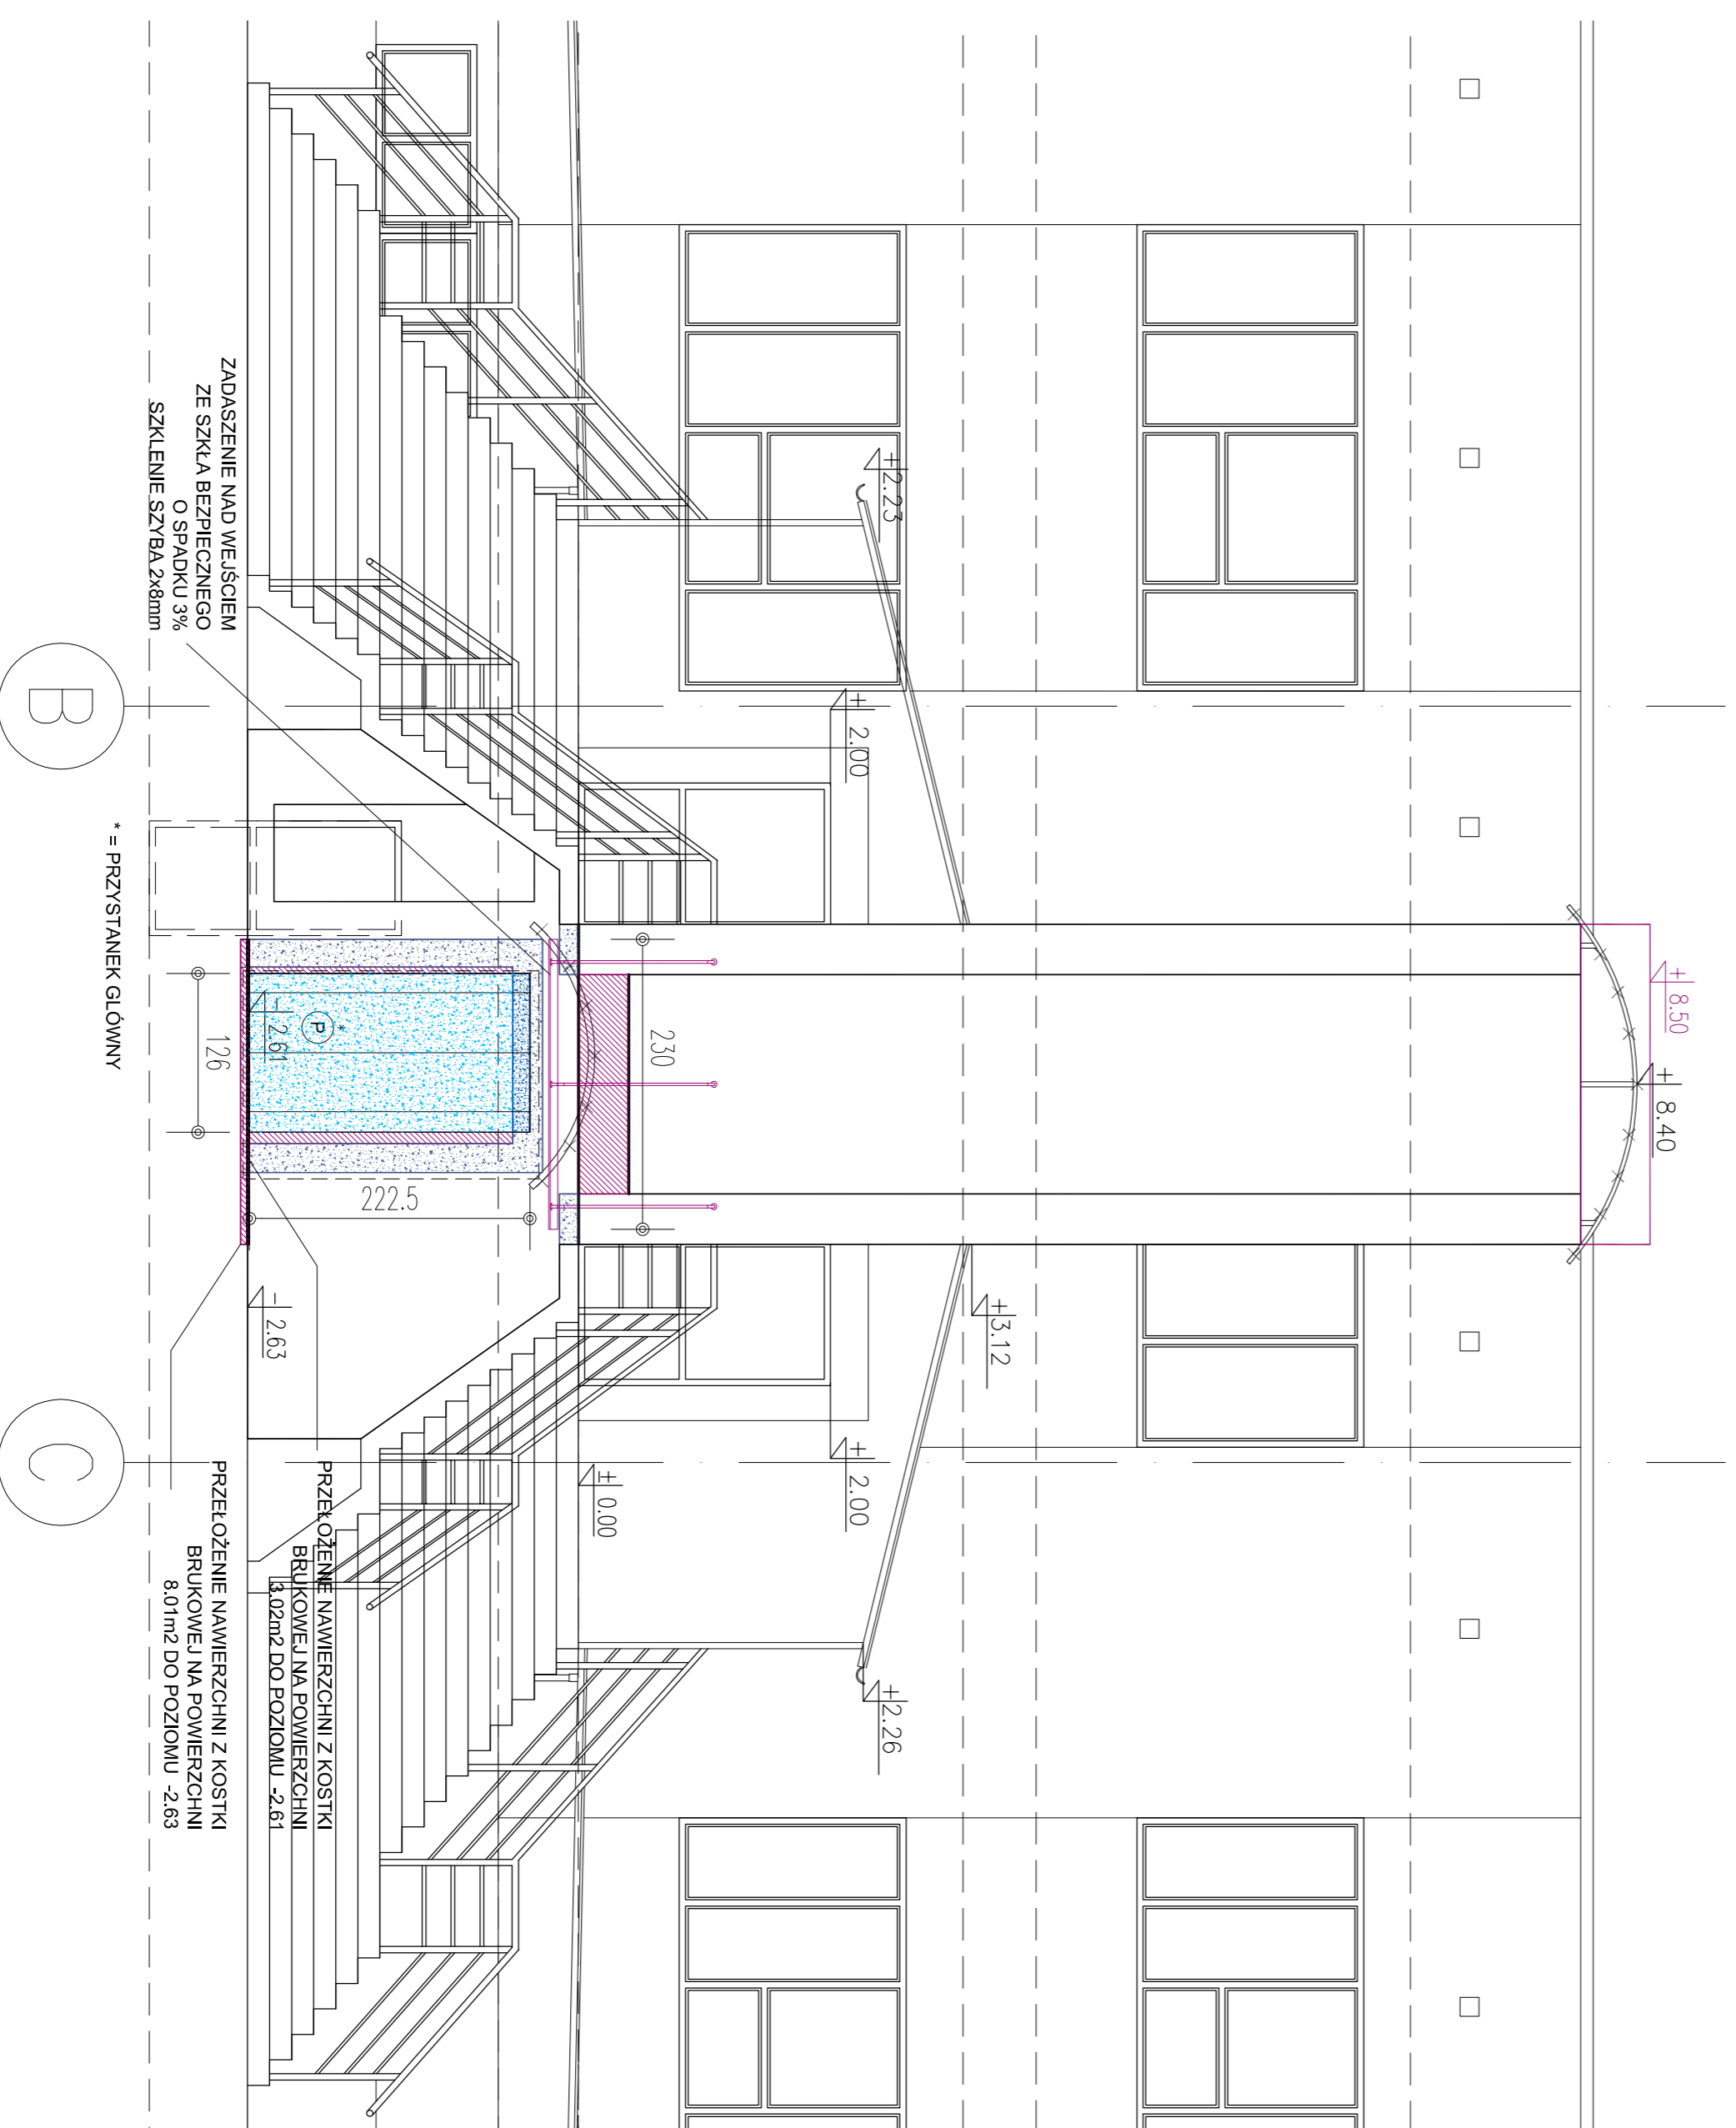 + 8.50
+ 8.40
+3.12
+2.23
+2.26
+ 2.00
+ 2.00
± 0.00
230
222.5
P
*
- 2.61
126
- 2.63
ZADASZENIE NAD WEJŚCIEM
ZE SZKŁA BEZPIECZNEGO
O SPADKU 3%
SZKLENIE SZYBA 2x8mm
PRZEŁOŻENIE NAWIERZCHNI Z KOSTKI
BRUKOWEJ NA POWIERZCHNI
3.02m2 DO POZIOMU -2.61
PRZEŁOŻENIE NAWIERZCHNI Z KOSTKI
BRUKOWEJ NA POWIERZCHNI
8.01m2 DO POZIOMU -2.63
* = PRZYSTANEK GLÓWNY
B
C